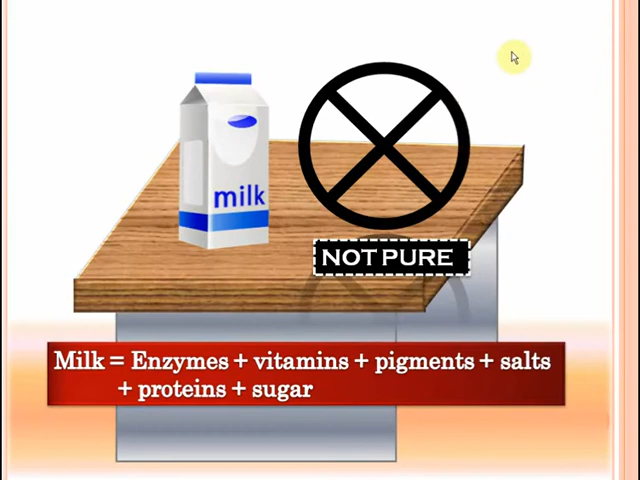 milk
NOT PURE
Milk = Enzymes + vitamins + pigments + salts
+ proteins + sugar